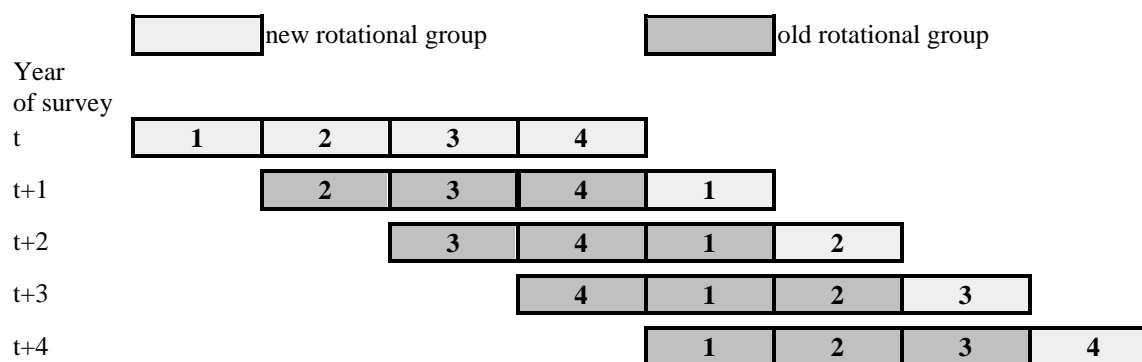 new rotational group old rotational group
Year
of survey
t 1 2 3 4
t+1 2 3 4 1
t+2 3 4 1 2
t+3 4 1 2 3
t+4 1 2 3 4